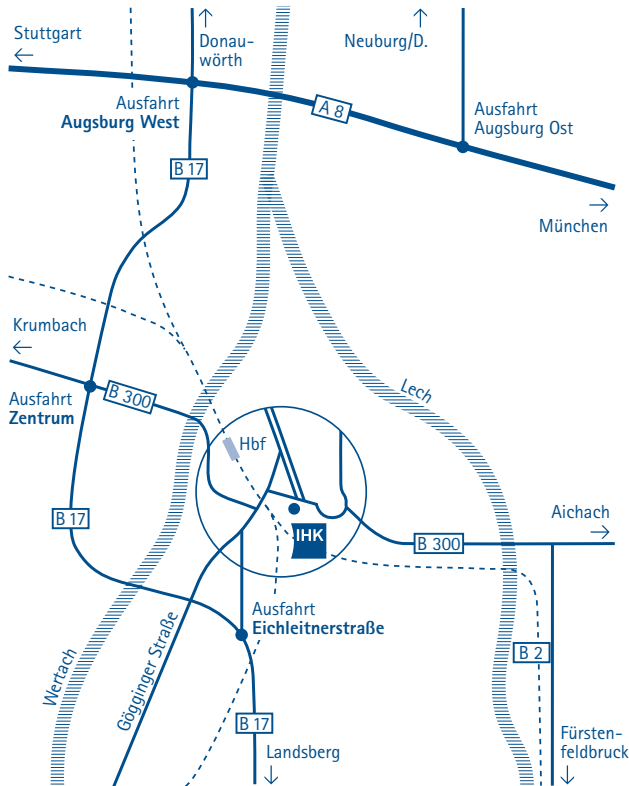 Stuttgart
Donau-
wörth
Neuburg/D.
Ausfahrt
Augsburg West
A 8
Ausfahrt
Augsburg Ost
B 17
München
Krumbach
Ausfahrt
Zentrum
B 300
Lech
Hbf
B 17
IHK
B 300
Aichach
Ausfahrt
Eichleitnerstraße
Wertach
Gögginger Straße
B 2
B 17
Landsberg
Fürsten-
feldbruck